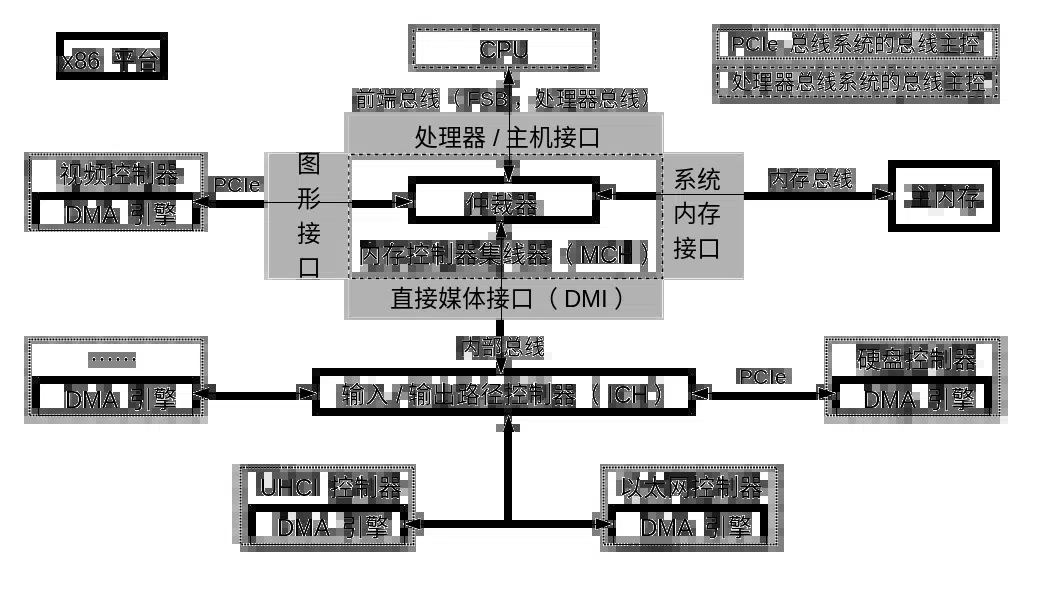 CPU
x86 平台
PCIe 总线系统的总线主控
处理器总线系统的总线主控
前端总线（FSB，处理器总线）
处理器 / 主机接口
图形接口
系统
内存
接口
视频控制器
DMA 引擎
PCIe
仲裁器
内存总线
主内存
内存控制器集线器（MCH）
直接媒体接口（DMI）
内部总线
······
DMA 引擎
输入 / 输出路径控制器（ICH）
PCIe
硬盘控制器
DMA 引擎
UHCI 控制器
DMA 引擎
以太网控制器
DMA 引擎